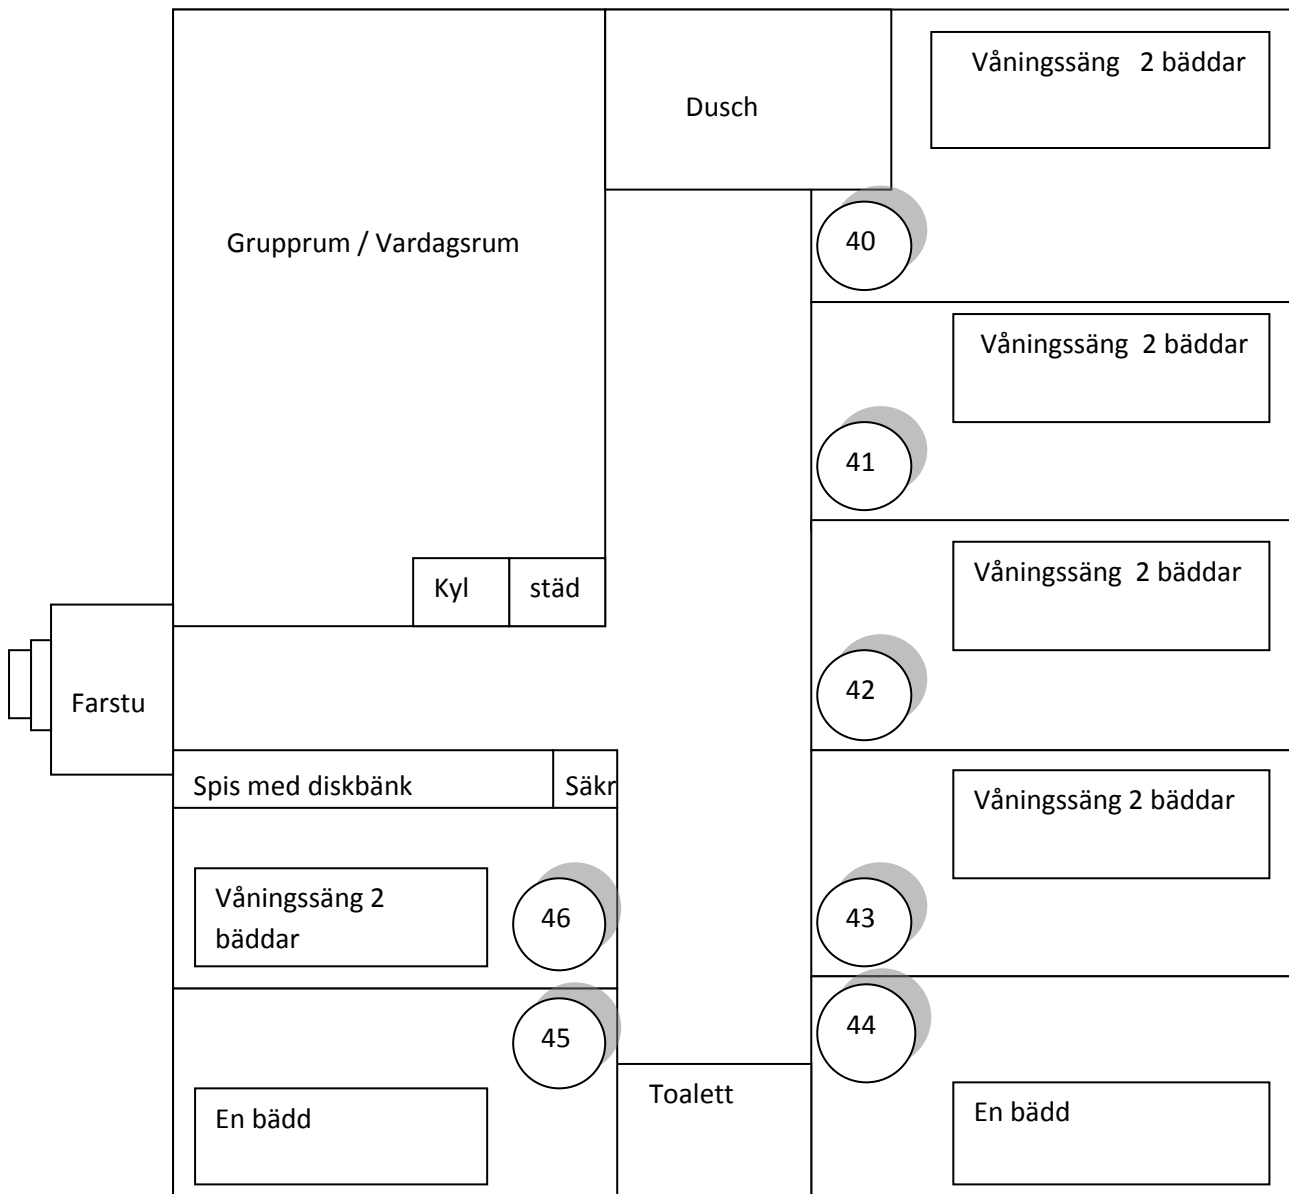 Våningssäng 2 bäddar
Dusch
Grupprum / Vardagsrum
40
Våningssäng 2 bäddar
41
Kyl
städ
Våningssäng 2 bäddar
42
Farstu
Spis med diskbänk
Säkr
Våningssäng 2 bäddar
Våningssäng 2
bäddar
46
43
45
44
Toalett
En bädd
En bädd